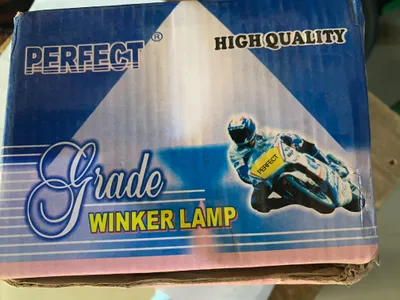 PERFECT ®
HIGH QUALITY
Grade
PERFECT
WINKER LAMP